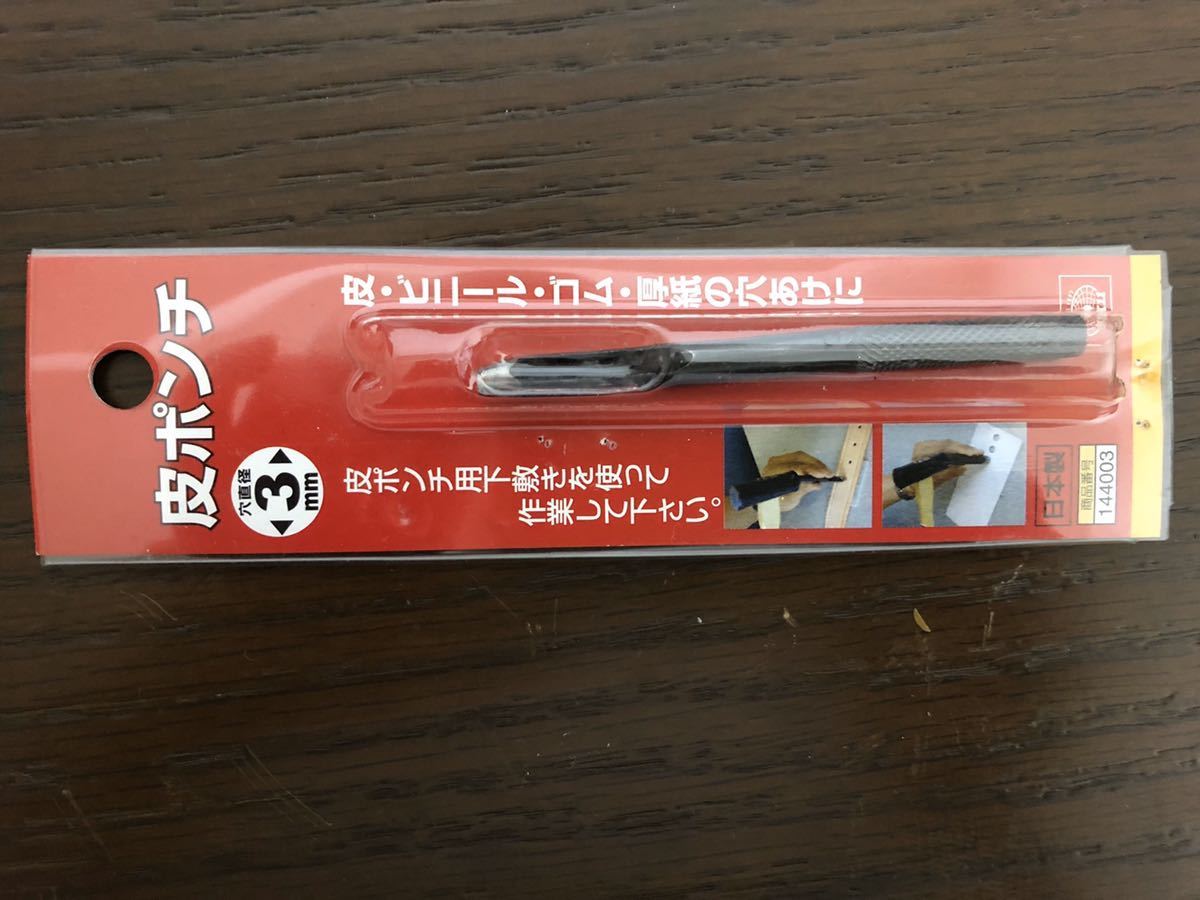 皮ポンチ
穴直径
3
mm
皮・ビニール・ゴム・厚紙の穴あけに
皮ポンチ用下敷きを使って
作業して下さい。
日本製
商品番号
144003